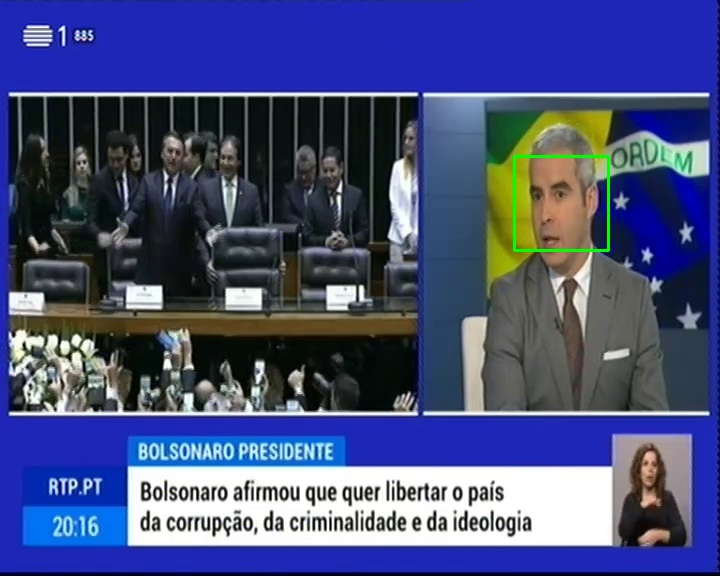 1 885
ORDEM
BOLSONARO PRESIDENTE
RTP.PT
Bolsonaro afirmou que quer libertar o país
da corrupção, da criminalidade e da ideologia
20:16